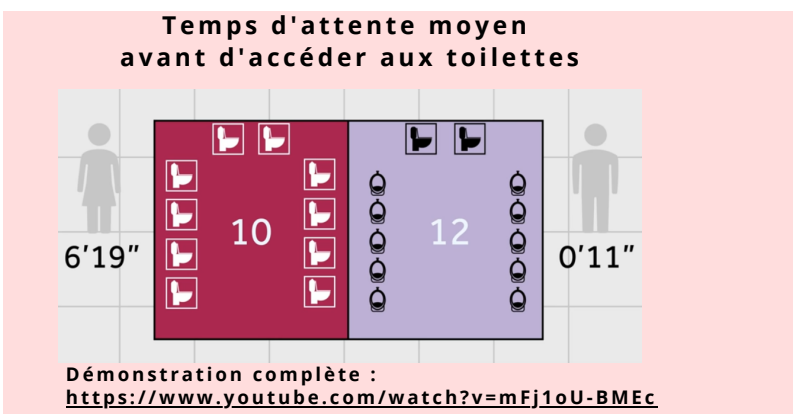 Temps d'attente moyen
avant d'accéder aux toilettes
10
12
6'19"
0'11"
Démonstration complète :
https://www.youtube.com/watch?v=mFj1oU-BMEc